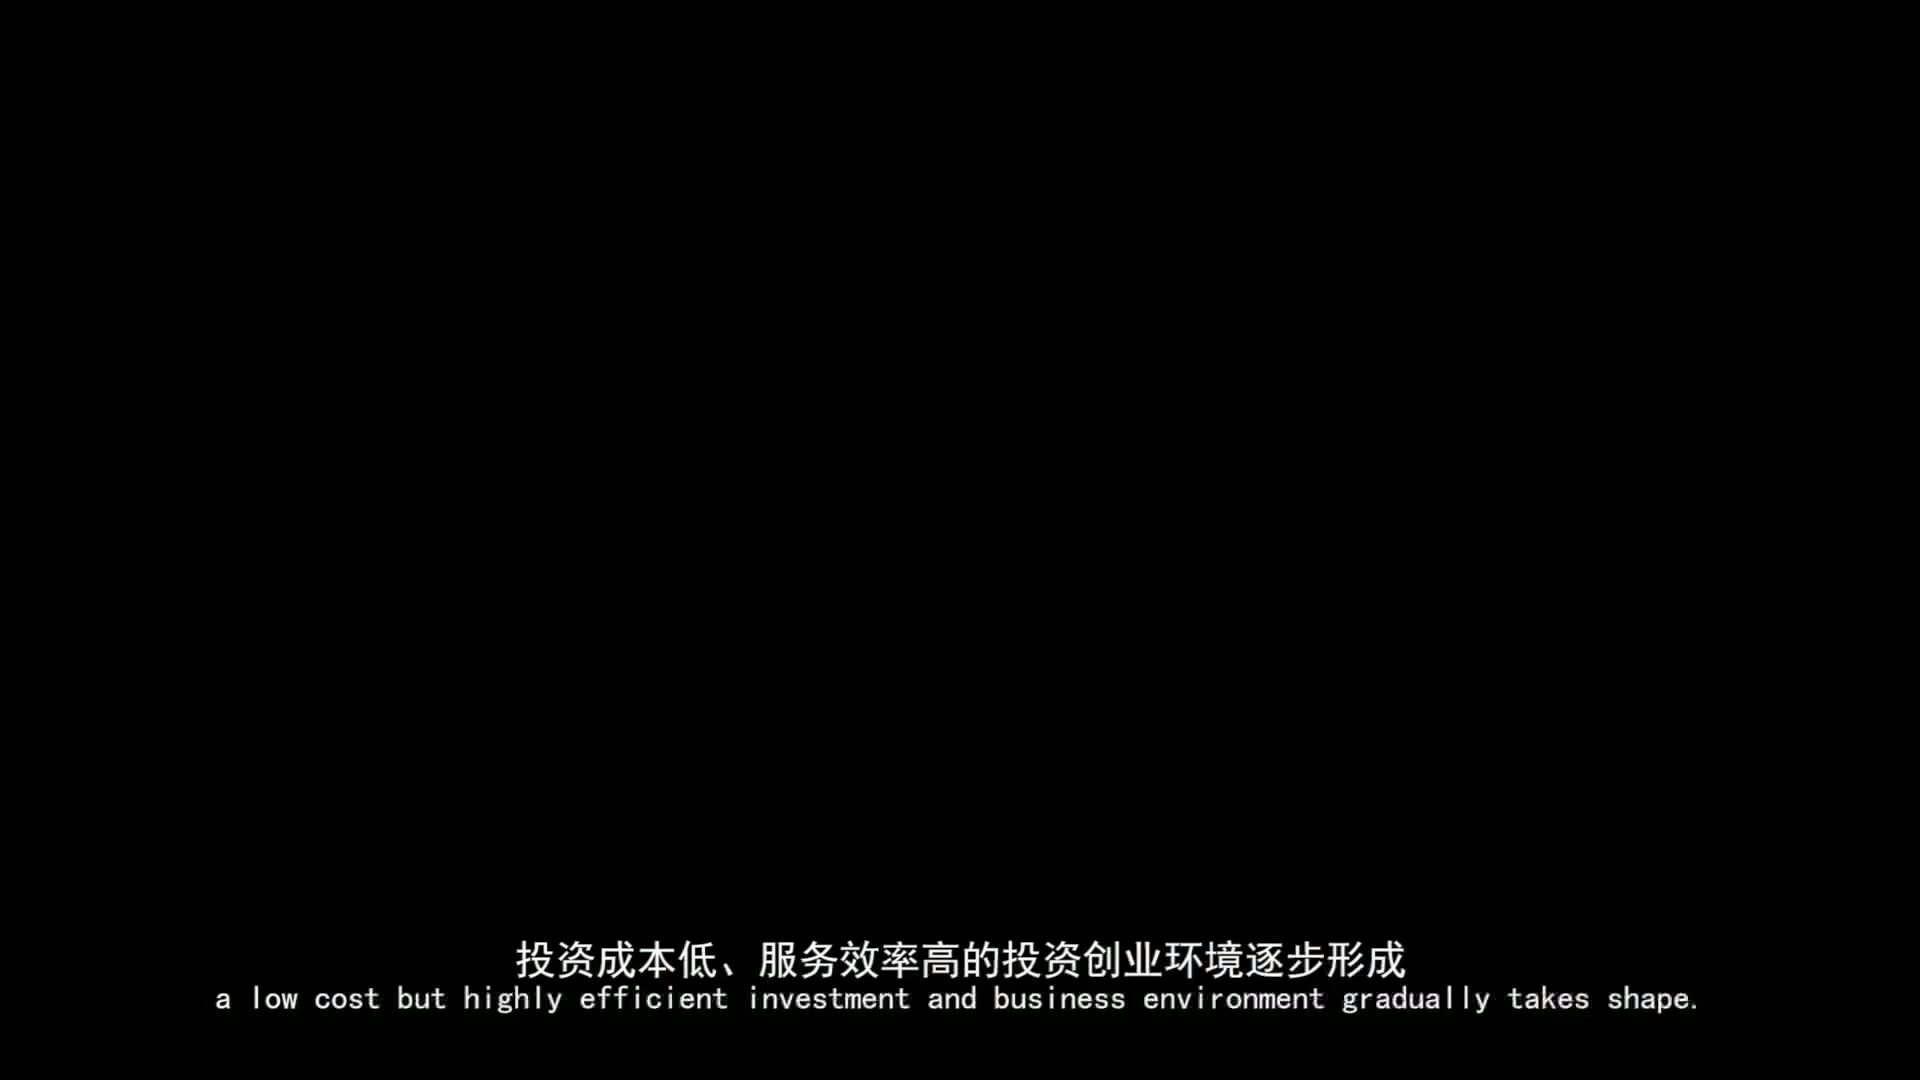 投资成本低、服务效率高的投资创业环境逐步形成
a low cost but highly efficient investment and business environment gradually takes shape.